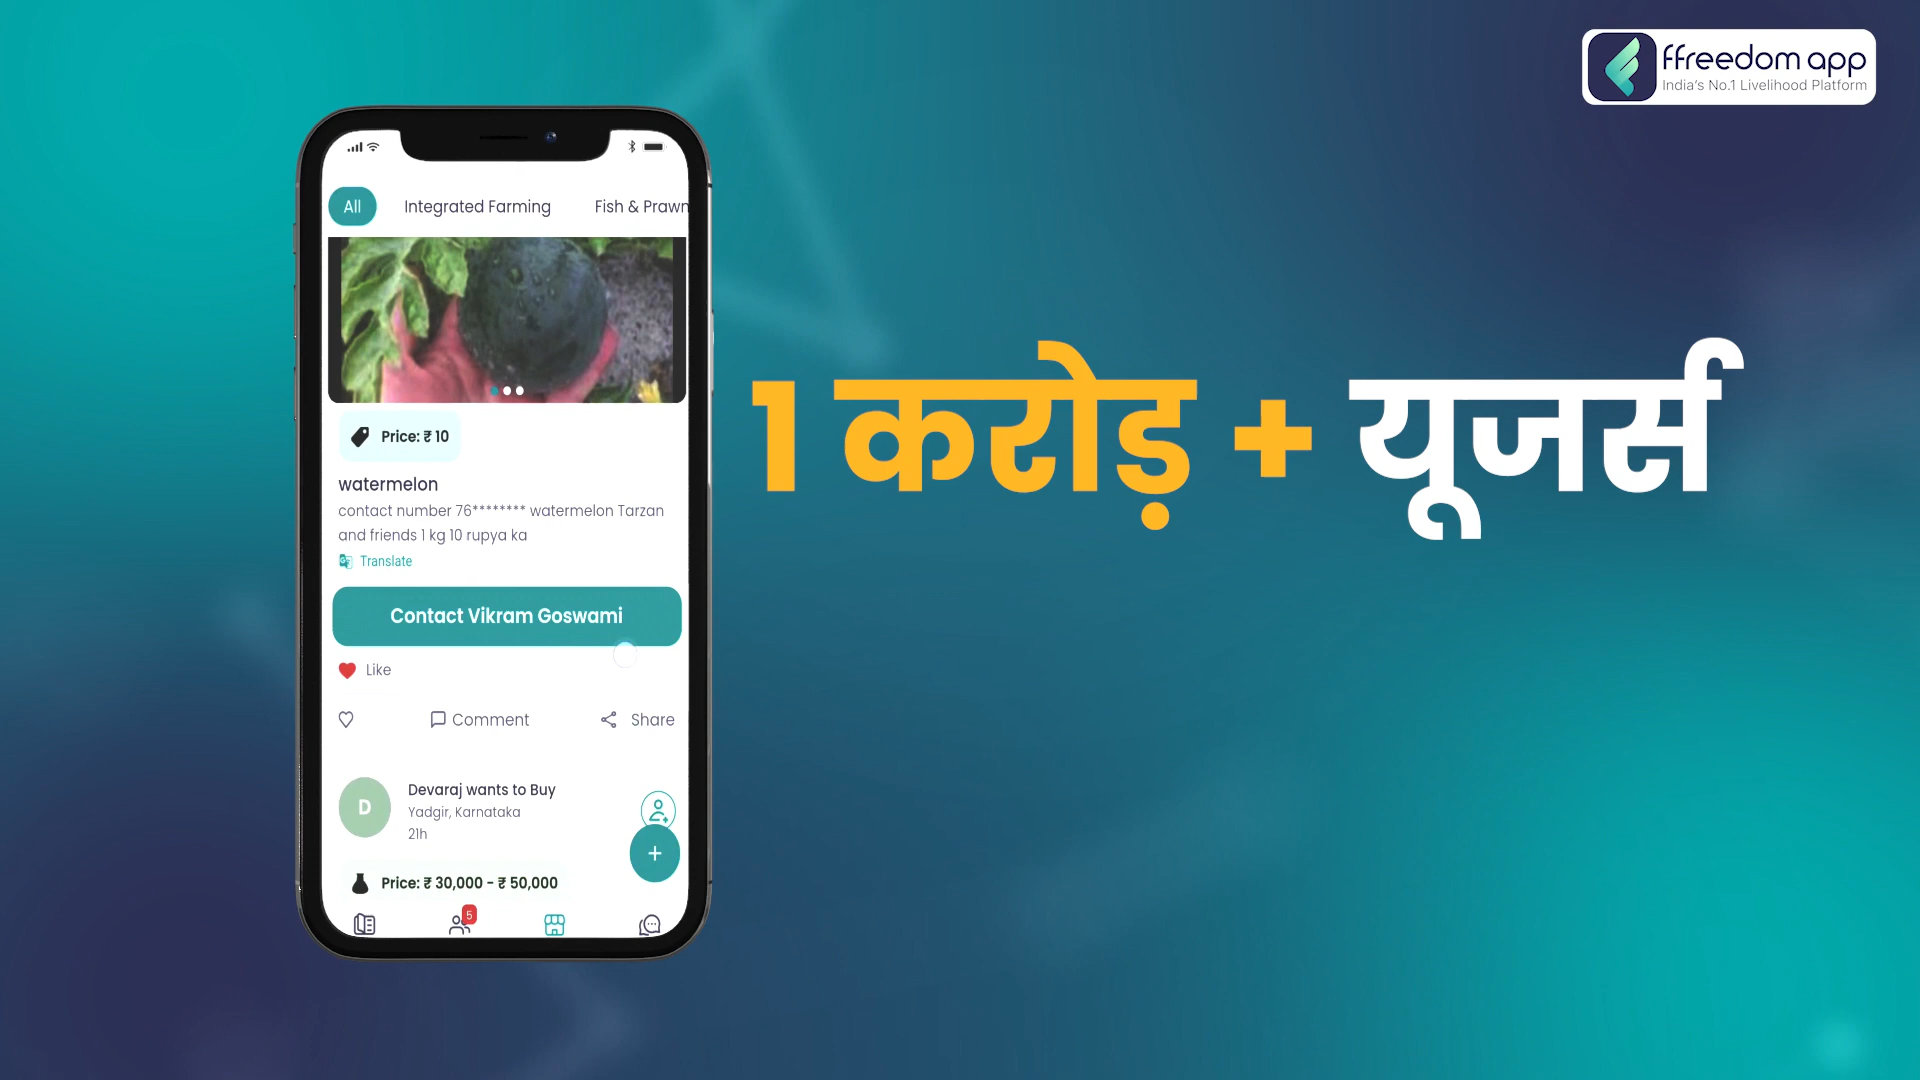 ffreedom app
India's No.1 Livelihood Platform
All
Integrated Farming
Fish & Prawn
Price: ₹ 10
watermelon
contact number 76******** watermelon Tarzan
and friends 1 kg 10 rupya ka
Translate
Contact Vikram Goswami
Like
Comment
Share
D
Devaraj wants to Buy
Yadgir, Karnataka
21h
+
Price: ₹ 30,000 - ₹ 50,000
5
1 करोड़ + यूजर्स